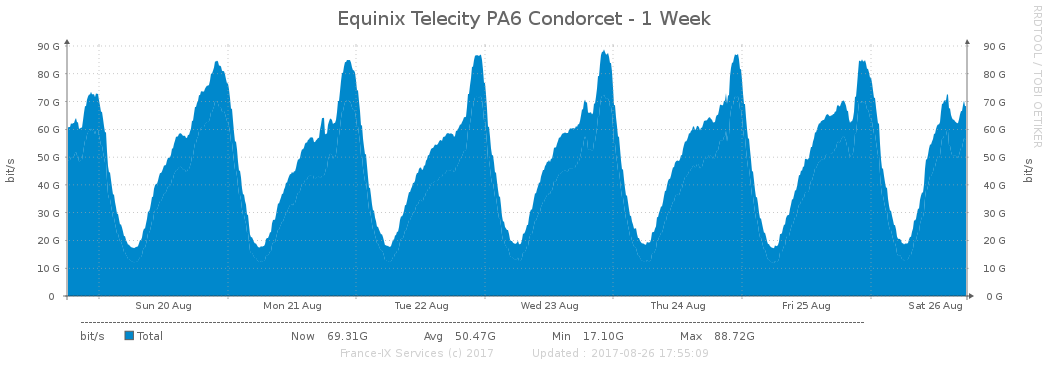 Equinix Telecity PA6 Condorcet - 1 Week
RRDTOOL / TOBI OETIKER
90 G 90 G
80 G 80 G
70 G 70 G
60 G 60 G
50 G 50 G
40 G 40 G
30 G 30 G
20 G 20 G
10 G 10 G
0 0 G
bit/s
bit/s
Sun 20 Aug Mon 21 Aug Tue 22 Aug Wed 23 Aug Thu 24 Aug Fri 25 Aug Sat 26 Aug
bit/s Total Now 69.31G Avg 50.47G Min 17.10G Max 88.72G
France-IX Services (c) 2017 Updated : 2017-08-26 17:55:09